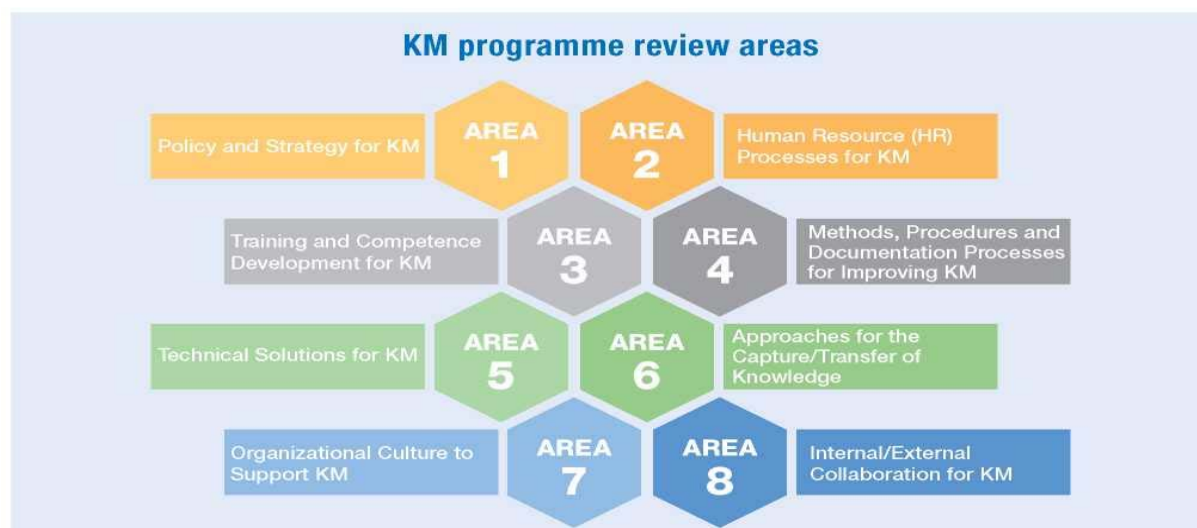 KM programme review areas
Policy and Strategy for KM
AREA
1
AREA
2
Human Resource (HR)
Processes for KM
Training and Competence
Development for KM
AREA
3
AREA
4
Methods, Procedures and
Documentation Processes
for Improving KM
Technical Solutions for KM
AREA
5
AREA
6
Approaches for the
Capture/Transfer of
Knowledge
Organizational Culture to
Support KM
AREA
7
AREA
8
Internal/External
Collaboration for KM